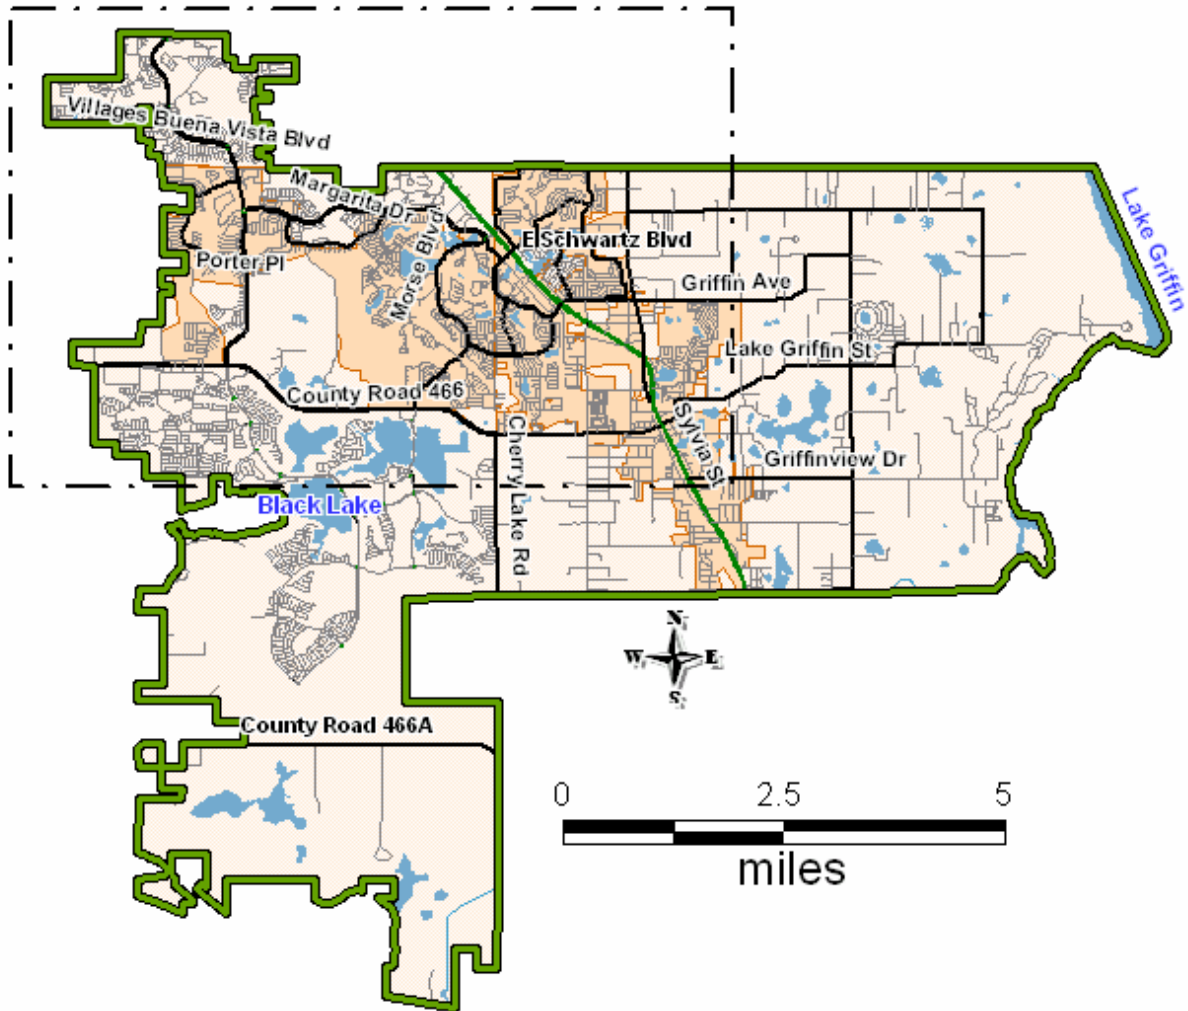 Villages Buena Vista Blvd
Margarita Dr
Morse Blvd
Porter Pl
E Schwartz Blvd
Griffin Ave
Lake Griffin
Lake Griffin St
County Road 466
Cherry Lake Rd
Sylvia St
Griffinview Dr
Black Lake
N
W E
S
County Road 466A
0 2.5 5
miles